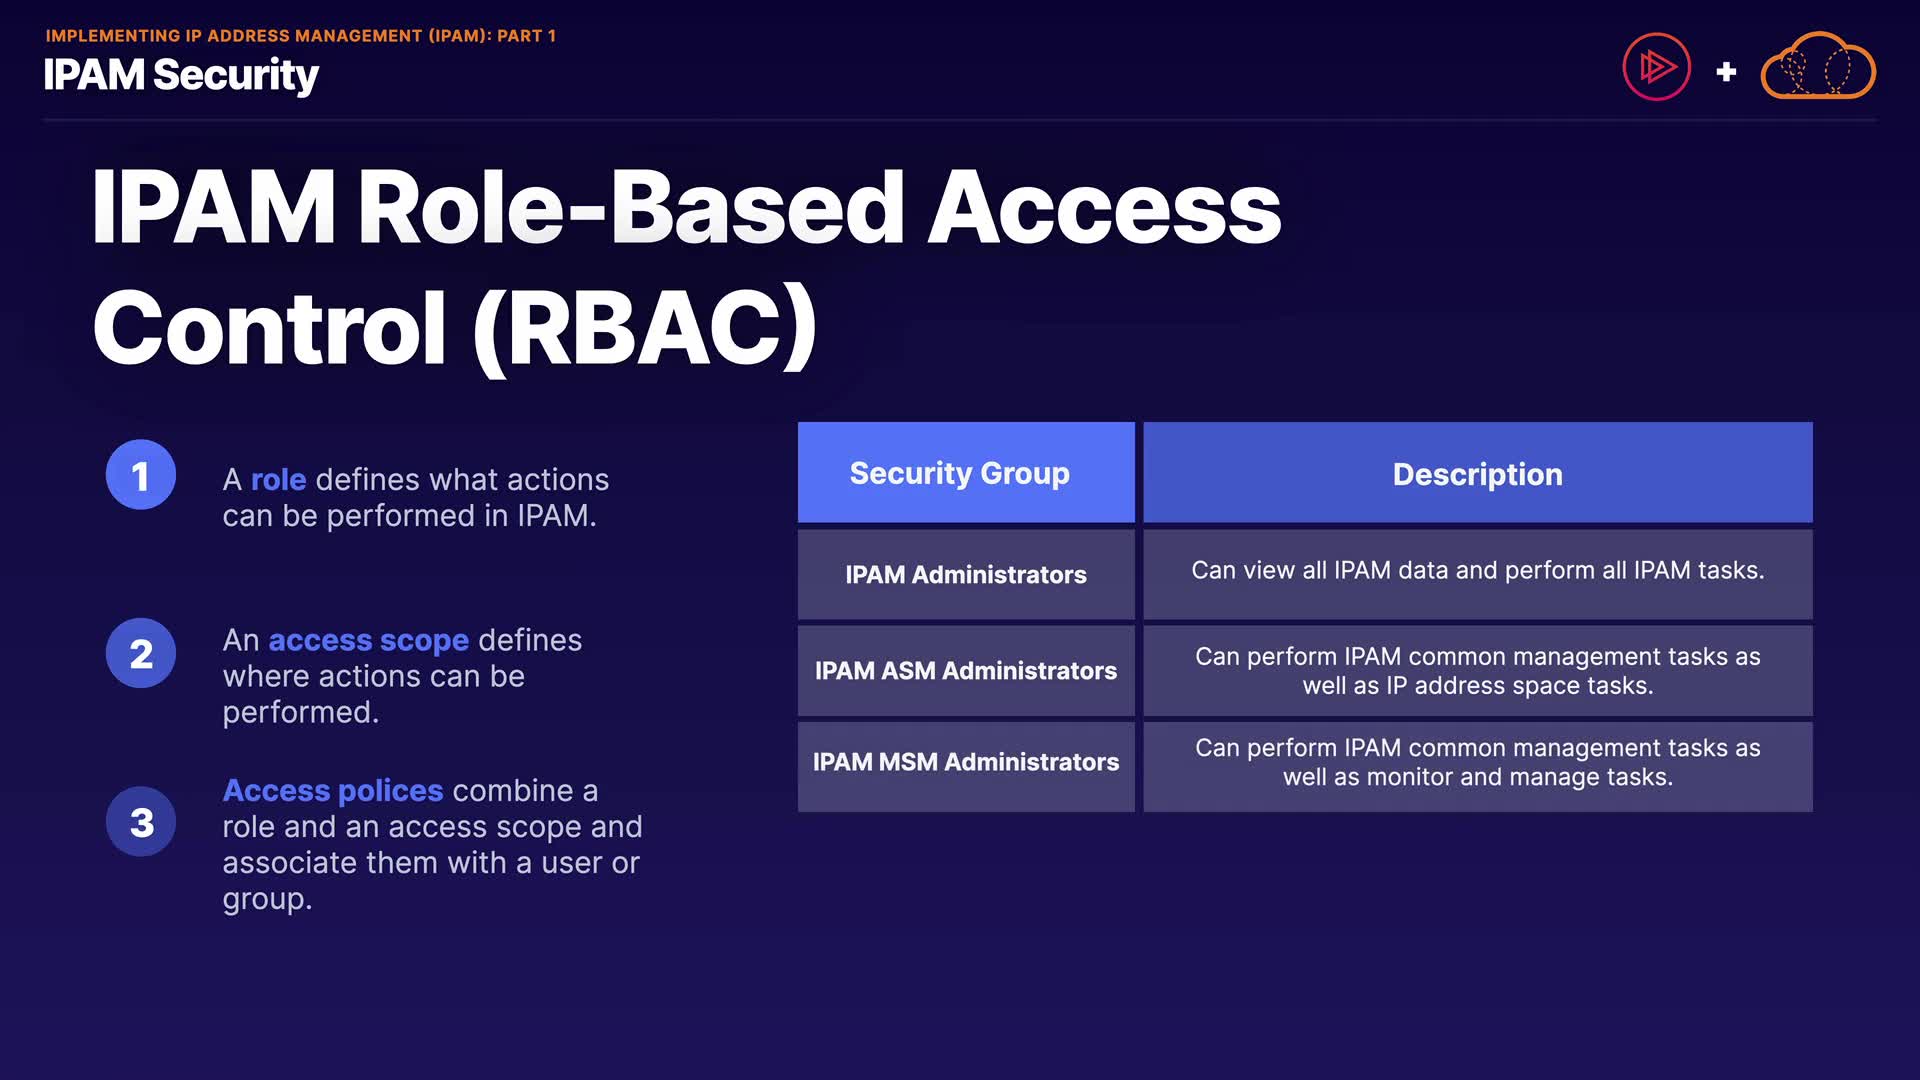 IMPLEMENTING IP ADDRESS MANAGEMENT (IPAM): PART 1
IPAM Security
+
IPAM Role-Based Access
Control (RBAC)
1
A role defines what actions
can be performed in IPAM.
2
An access scope defines
where actions can be
performed.
3
Access polices combine a
role and an access scope and
associate them with a user or
group.
Security Group
Description
IPAM Administrators
Can view all IPAM data and perform all IPAM tasks.
IPAM ASM Administrators
Can perform IPAM common management tasks as
well as IP address space tasks.
IPAM MSM Administrators
Can perform IPAM common management tasks as
well as monitor and manage tasks.